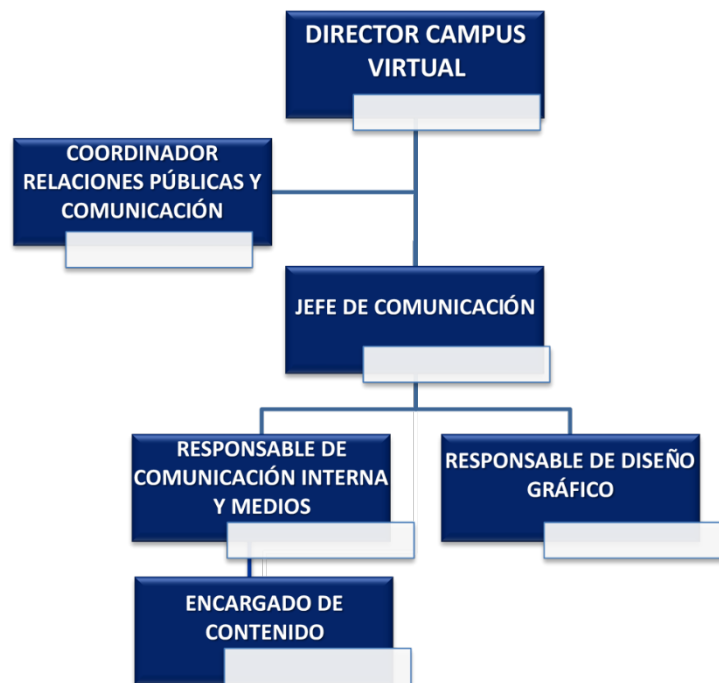 DIRECTOR CAMPUS
VIRTUAL
COORDINADOR
RELACIONES PÚBLICAS Y
COMUNICACIÓN
JEFE DE COMUNICACIÓN
RESPONSABLE DE
COMUNICACIÓN INTERNA
Y MEDIOS
RESPONSABLE DE DISEÑO
GRÁFICO
ENCARGADO DE
CONTENIDO